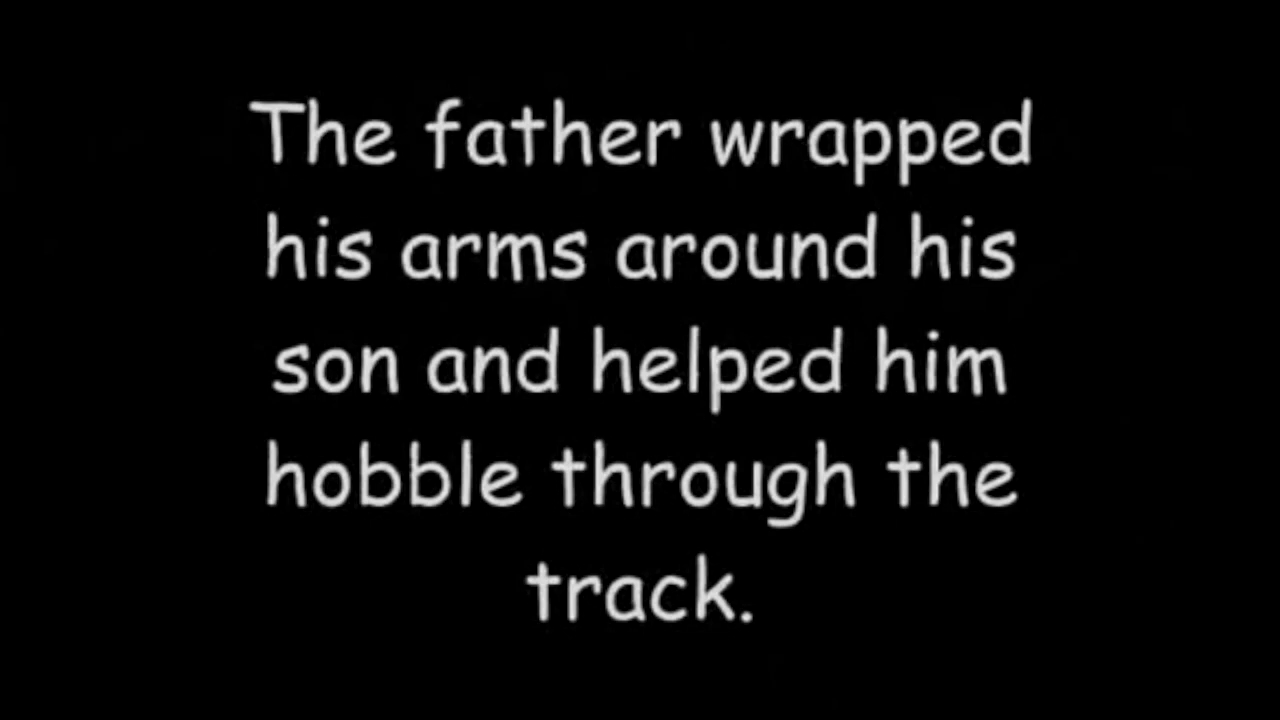 The father wrapped
his arms around his
son and helped him
hobble through the
track.